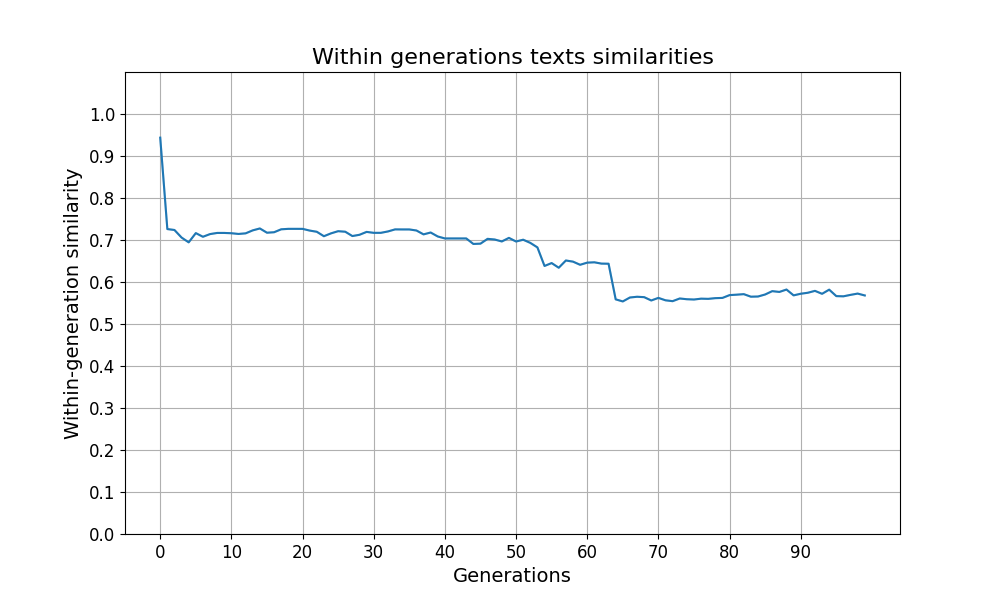 Within generations texts similarities
Within-generation similarity
1.0
0.9
0.8
0.7
0.6
0.5
0.4
0.3
0.2
0.1
0.0
0 10 20 30 40 50 60 70 80 90
Generations